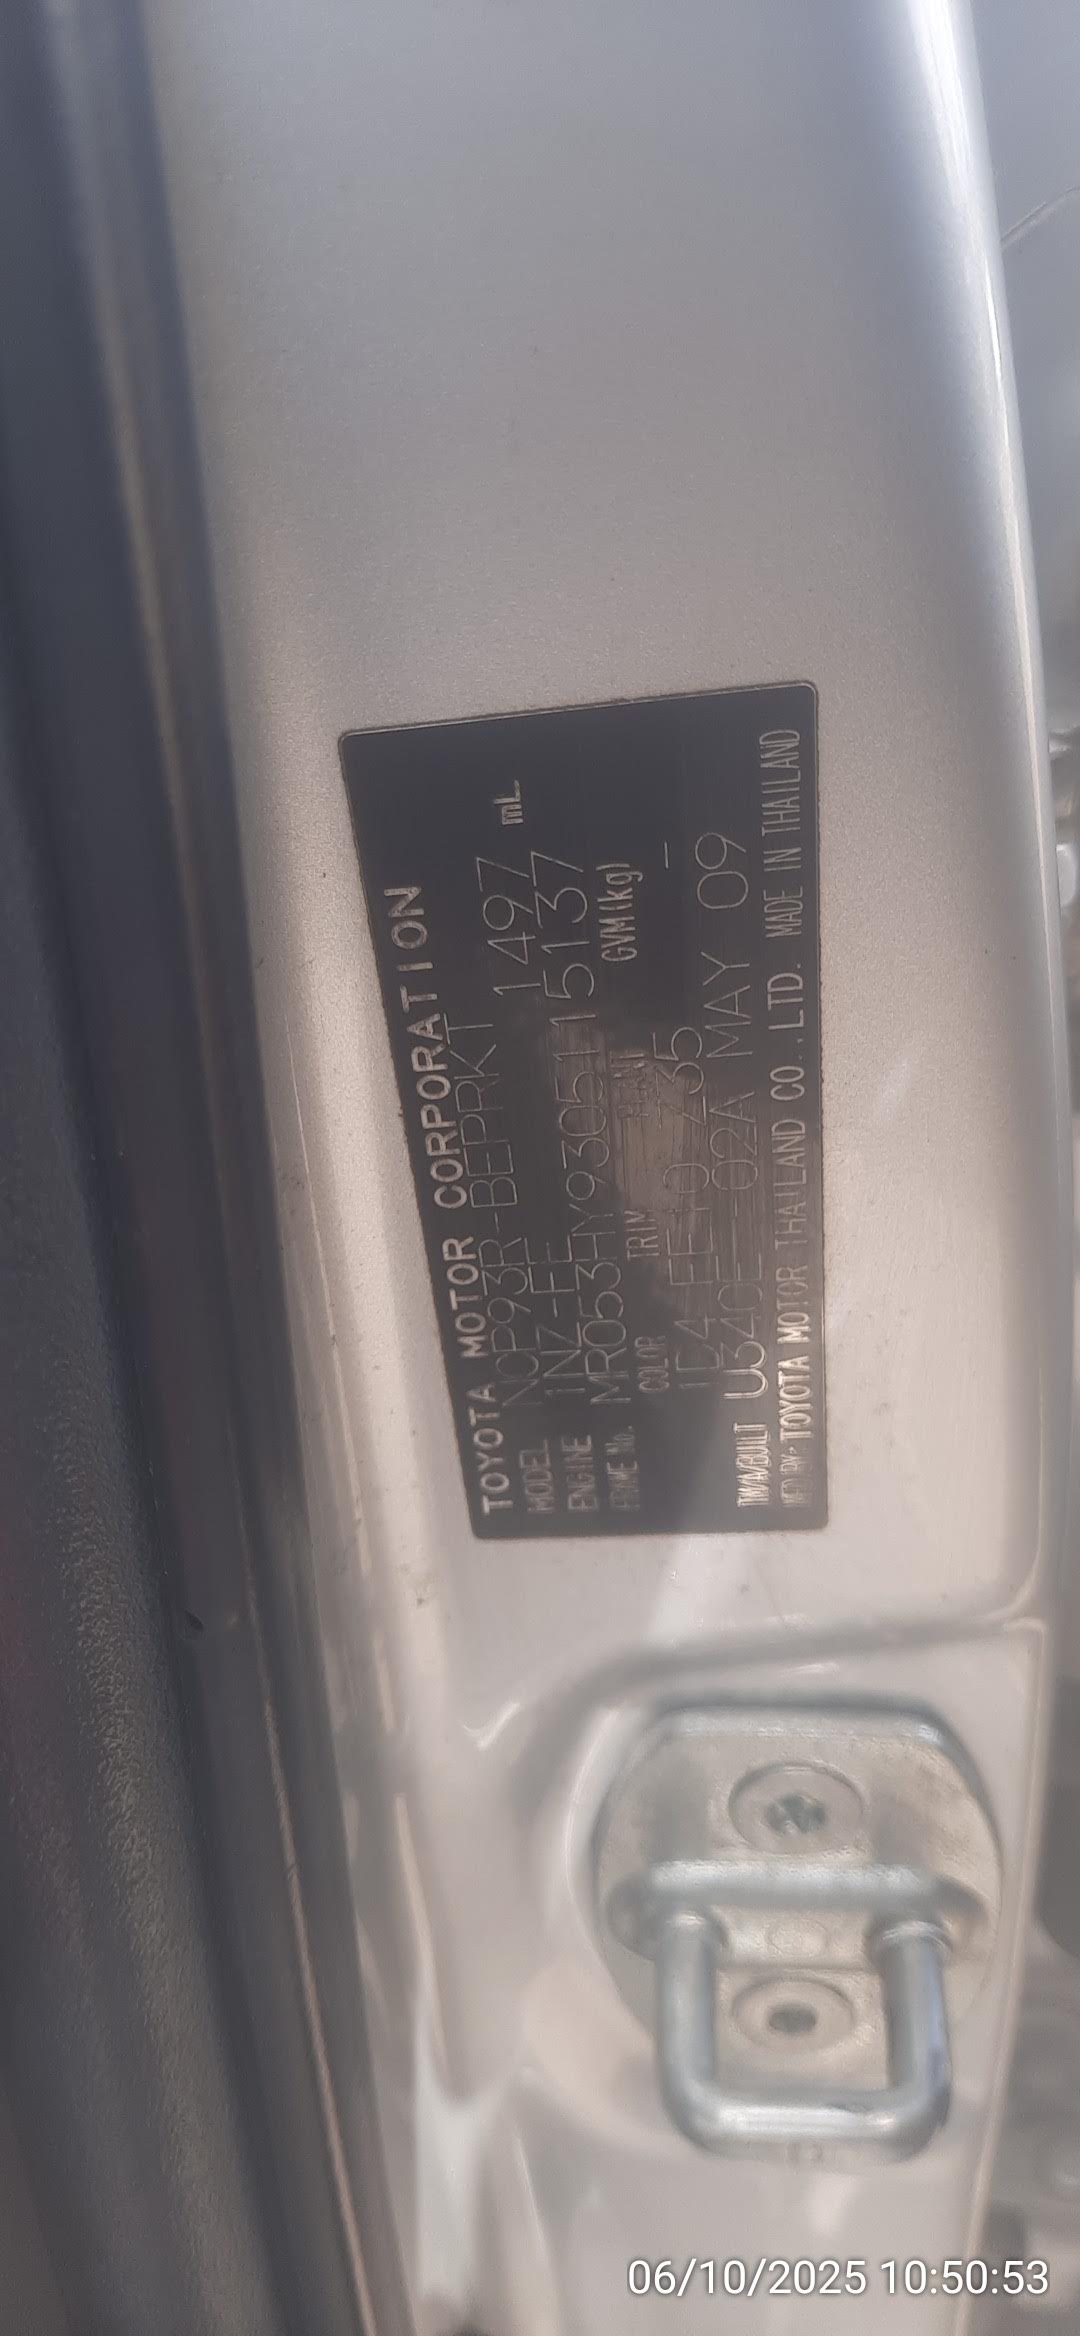 TOYOTA MOTOR CORPORATION
MODEL NCP93R-BEPRKT 1497 mL
ENGINE 1NZ-FE
FRAME No. MR053HY9305115137
COLOR TRIM PLANT GVM(kg)
1D4 FE10 Z35 -
TM/A/BUILT U340E-02A MAY 09
MFD BY: TOYOTA MOTOR THAILAND CO.,LTD. MADE IN THAILAND
06/10/2025 10:50:53